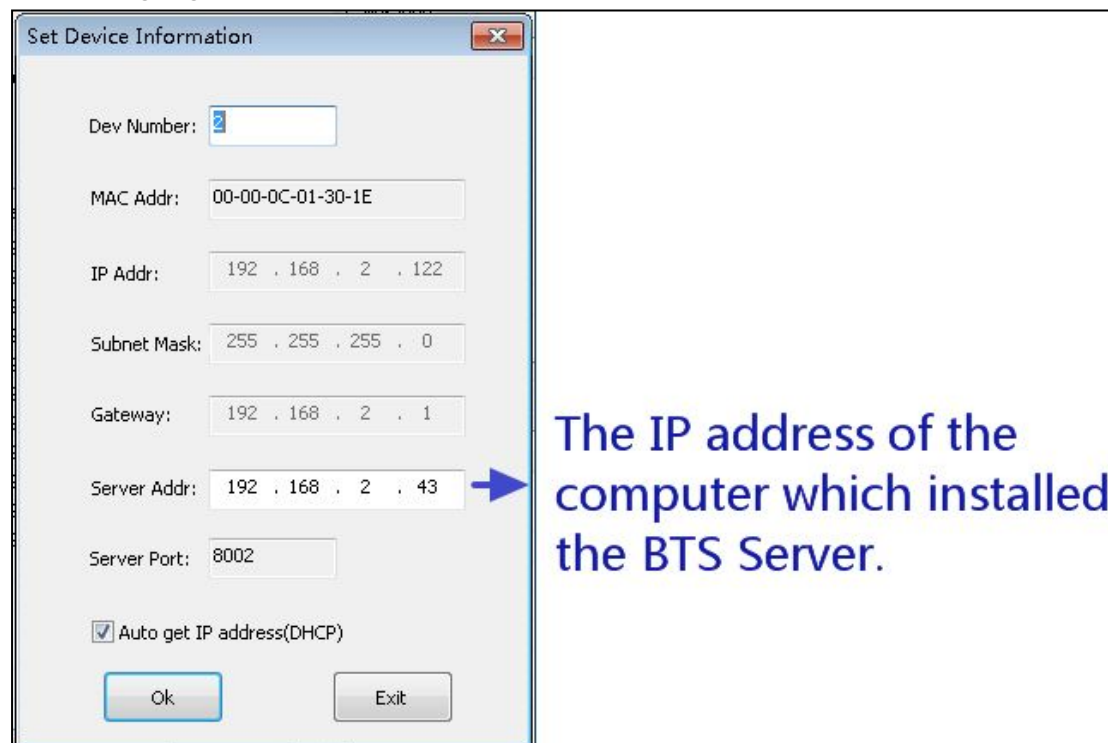 Set Device Information
Dev Number: 2
MAC Addr: 00-00-0C-01-30-1E
IP Addr: 192 . 168 . 2 . 122
Subnet Mask: 255 . 255 . 255 . 0
Gateway: 192 . 168 . 2 . 1
Server Addr: 192 . 168 . 2 . 43
The IP address of the
computer which installed
the BTS Server.
Server Port: 8002
Auto get IP address(DHCP)
Ok Exit